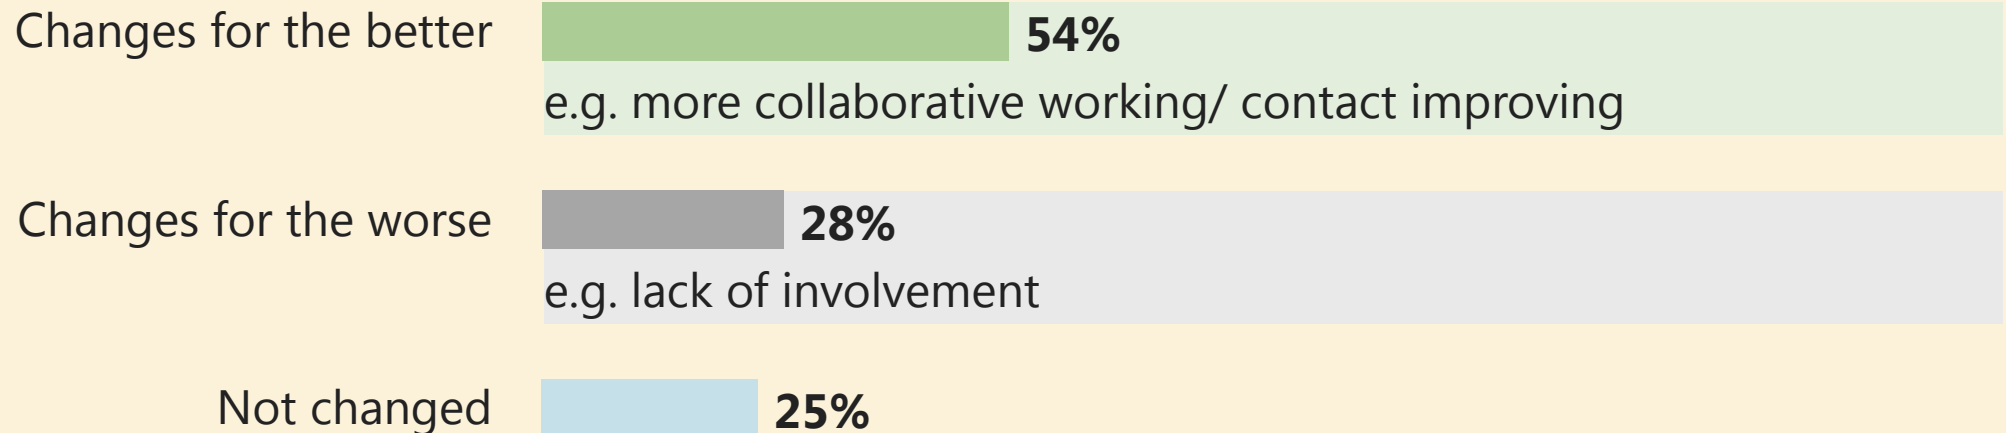 Changes for the better 54%
e.g. more collaborative working/ contact improving
Changes for the worse 28%
e.g. lack of involvement
Not changed 25%